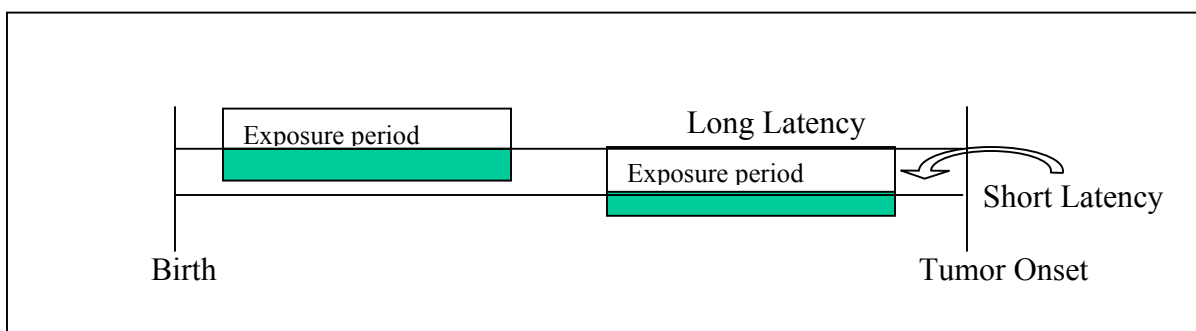 Long Latency
Exposure period
Exposure period
Short Latency
Birth
Tumor Onset